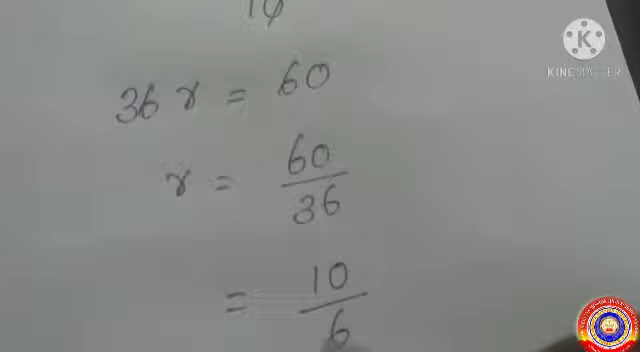 KINEMASTER
36 r = 60
r = 60/36
= 10/6